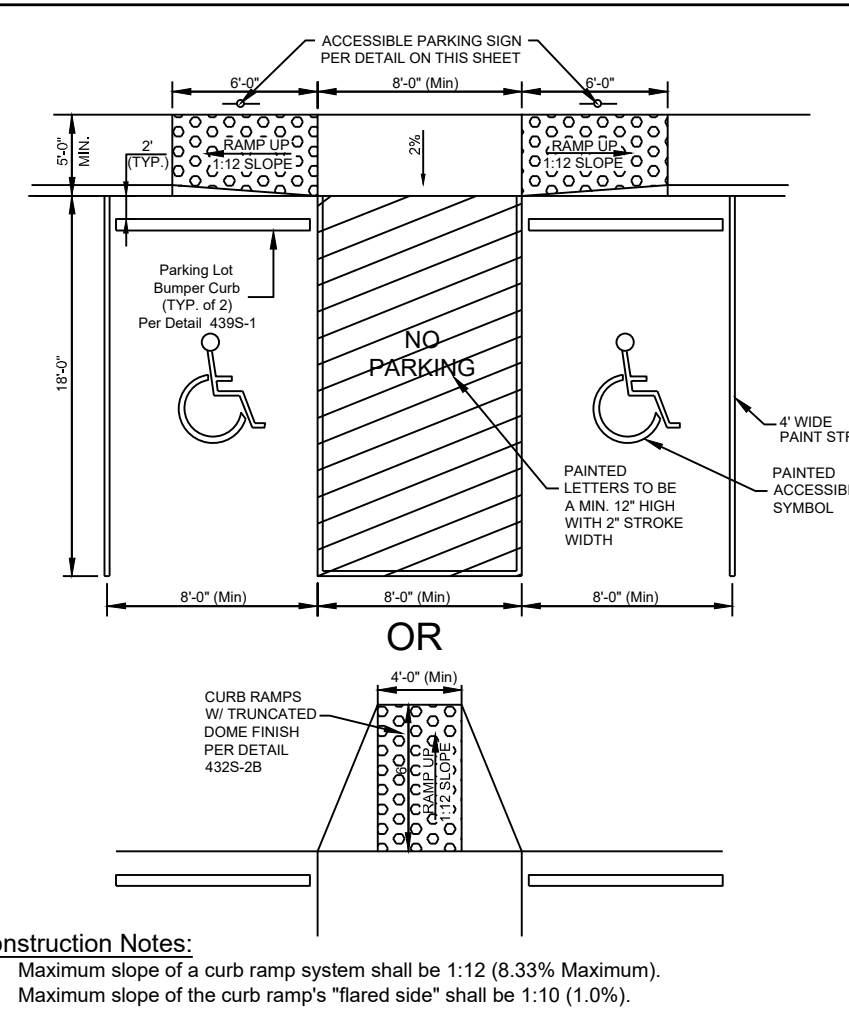 ACCESSIBLE PARKING SIGN
PER DETAIL ON THIS SHEET
6'-0"
8'-0" (Min)
6'-0"
5'-0"
MIN.
2'
(TYP.)
RAMP UP
1:12 SLOPE
2%
RAMP UP
1:12 SLOPE
Parking Lot
Bumper Curb
(TYP. of 2)
Per Detail 439S-1
18'-0"
NO
PARKING
4' WIDE
PAINT STR
PAINTED
LETTERS TO BE
A MIN. 12" HIGH
WITH 2" STROKE
WIDTH
PAINTED
ACCESSIB
SYMBOL
8'-0" (Min)
8'-0" (Min)
8'-0" (Min)
OR
4'-0" (Min)
CURB RAMPS
W/ TRUNCATED
DOME FINISH
PER DETAIL
432S-2B
6'
RAMP UP
1:12 SLOPE
onstruction Notes:
Maximum slope of a curb ramp system shall be 1:12 (8.33% Maximum).
Maximum slope of the curb ramp's "flared side" shall be 1:10 (1.0%).